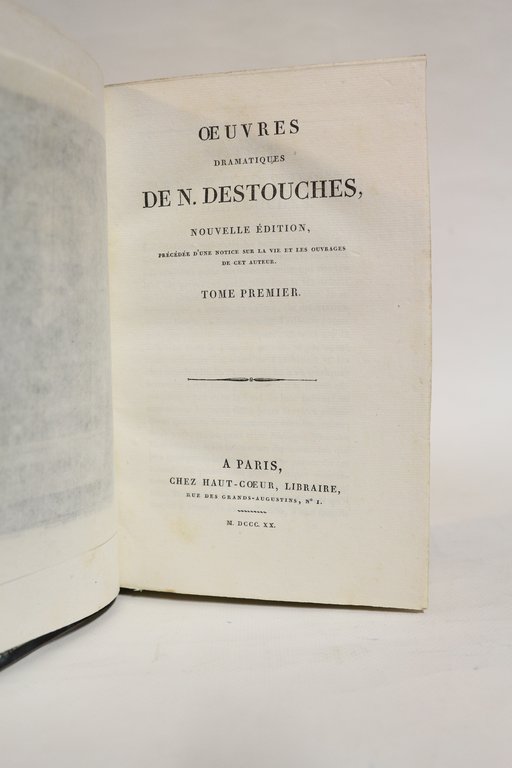 ŒUVRES
DRAMATIQUES
DE N. DESTOUCHES,
NOUVELLE ÉDITION,
PRÉCÉDÉE D'UNE NOTICE SUR LA VIE ET LES OUVRAGES
DE CET AUTEUR.
TOME PREMIER.
A PARIS,
CHEZ HAUT-CŒUR, LIBRAIRE,
RUE DES GRANDS-AUGUSTINS, N° I.
M. DCCC. XX.